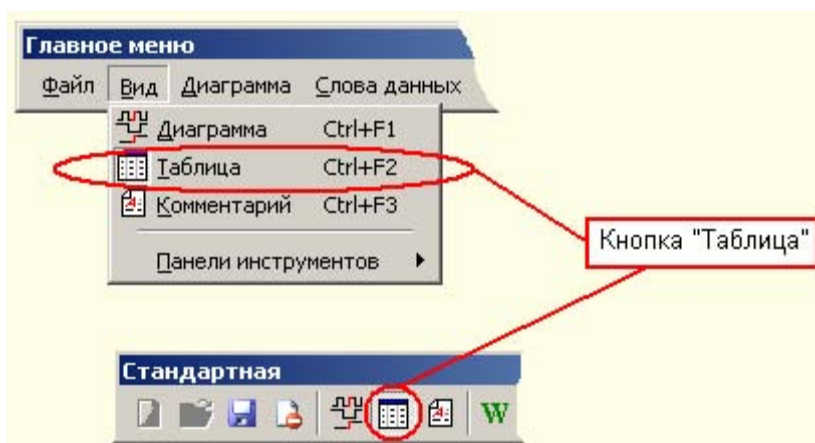 Главное меню
Файл Вид Диаграмма Слова данных
Диаграмма Ctrl+F1
Таблица Ctrl+F2
Комментарий Ctrl+F3
Панели инструментов
Кнопка "Таблица"
Стандартная
W